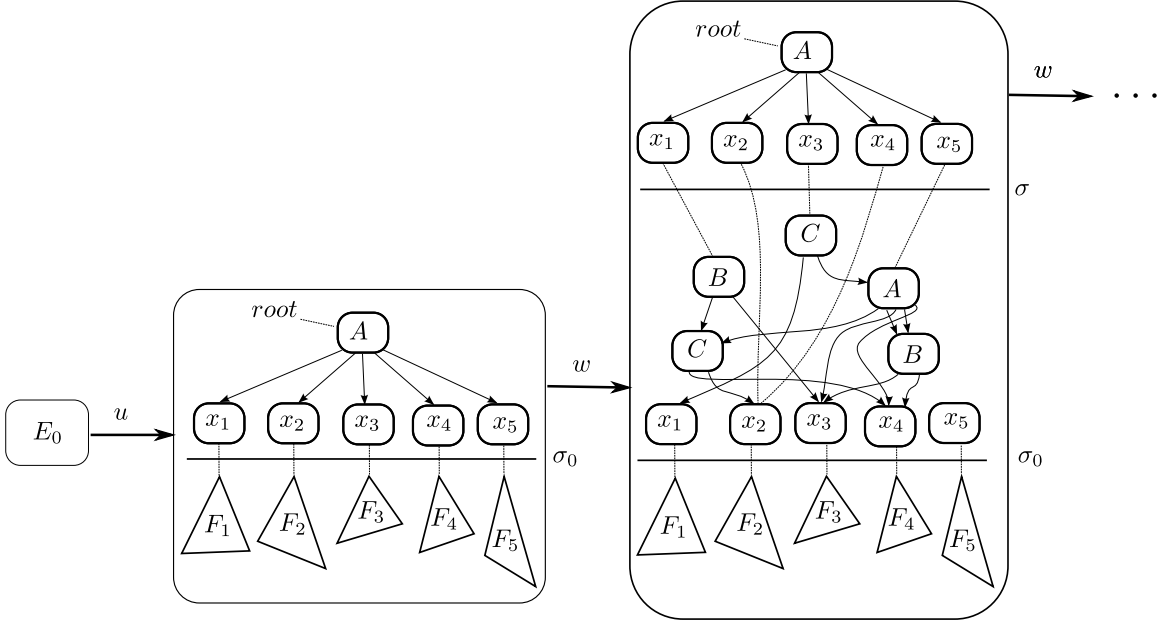 E₀
u
root
A
x₁ x₂ x₃ x₄ x₅
σ₀
F₁ F₂ F₃ F₄ F₅
w
root
A
x₁ x₂ x₃ x₄ x₅
σ
C
B
A
C
B
x₁ x₂ x₃ x₄ x₅
σ₀
F₁ F₂ F₃ F₄ F₅
w
· · ·